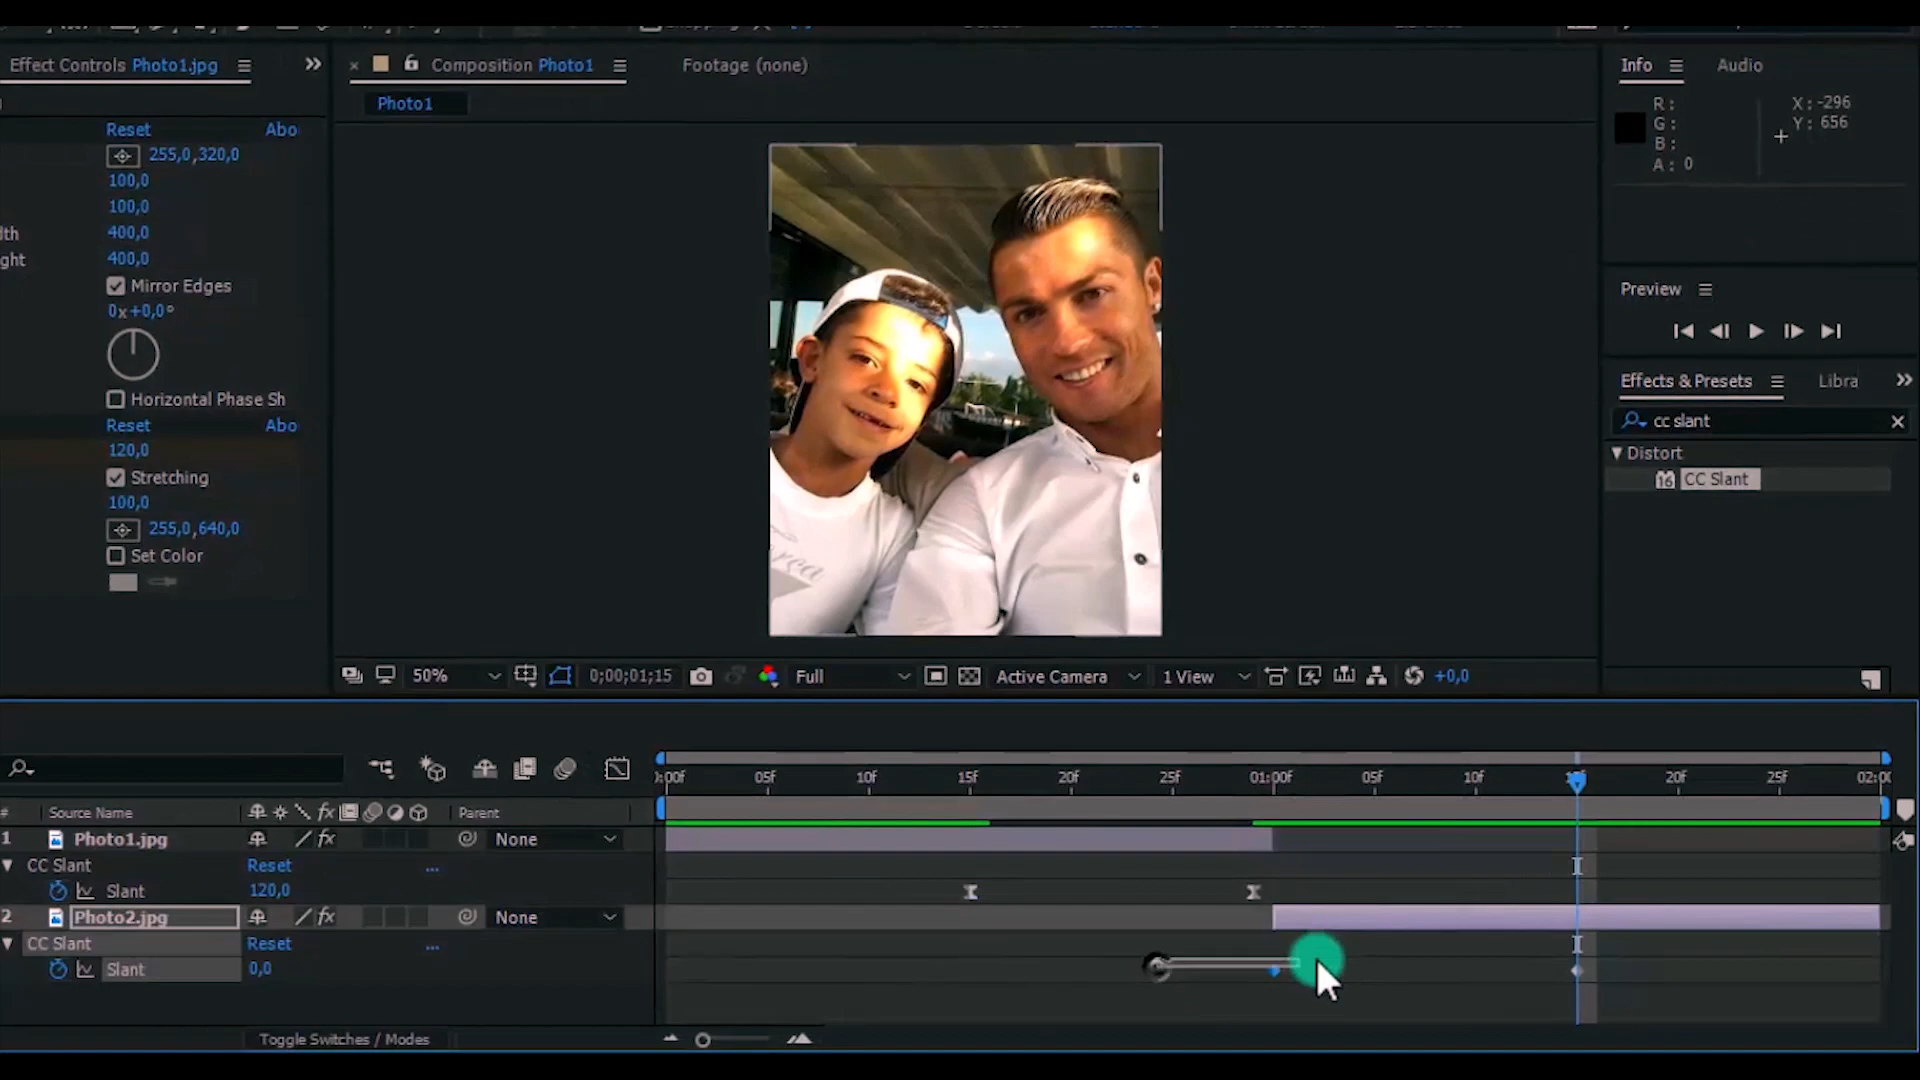 Effect Controls Photo1.jpg
Composition Photo1
Footage (none)
Info
Audio
Photo1
R:
G:
B:
A: 0
X: -296
Y: 656
Reset
Abo
255,0,320,0
100,0
100,0
400,0
ght
400,0
Mirror Edges
0x+0,0°
Horizontal Phase Sh
Reset
Abo
120,0
Stretching
100,0
255,0,640,0
Set Color
Preview
Effects & Presets
Libra
cc slant
Distort
16
CC Slant
50%
0;00;01;15
Full
Active Camera
1 View
+0,0
:00f
05f
10f
15f
20f
25f
01:00f
05f
10f
20f
25f
02:0
#
Source Name
fx
Parent
1
Photo1.jpg
fx
None
CC Slant
Reset
...
Slant
120,0
2
Photo2.jpg
fx
None
CC Slant
Reset
...
Slant
0,0
Toggle Switches / Modes